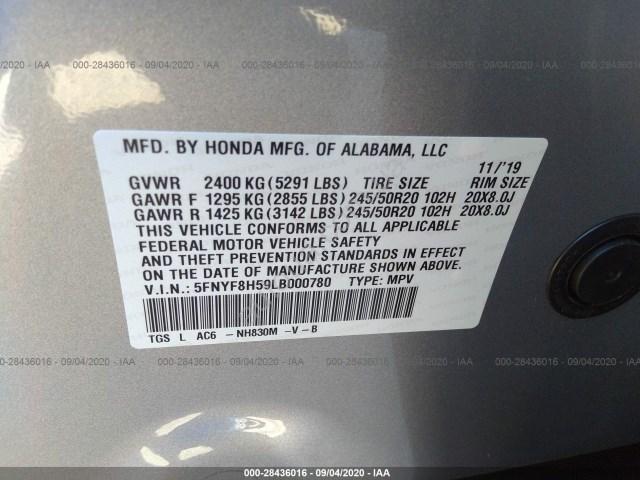 000-28436016 - 09/04/2020 - IAA
MFD. BY HONDA MFG. OF ALABAMA, LLC
11/'19
GVWR 2400 KG (5291 LBS) TIRE SIZE RIM SIZE
GAWR F 1295 KG (2855 LBS) 245/50R20 102H 20X8.0J
GAWR R 1425 KG (3142 LBS) 245/50R20 102H 20X8.0J
THIS VEHICLE CONFORMS TO ALL APPLICABLE
FEDERAL MOTOR VEHICLE SAFETY
AND THEFT PREVENTION STANDARDS IN EFFECT
ON THE DATE OF MANUFACTURE SHOWN ABOVE.
V.I.N.: 5FNYF8H59LB000780 TYPE: MPV
TGS L AC6 - NH830M -V-B
000-28436016 - 09/04/2020 - IAA